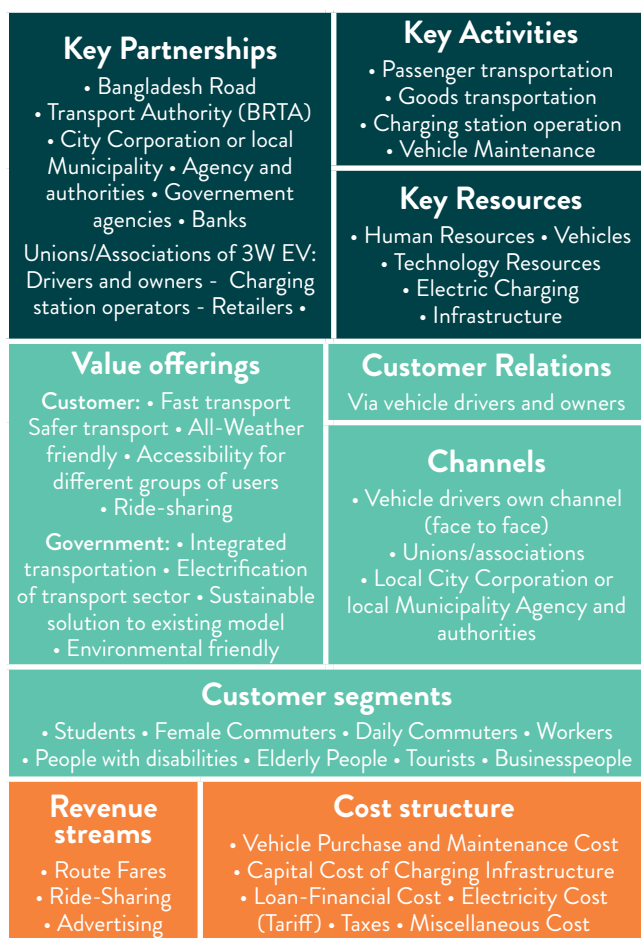 Key Partnerships
• Bangladesh Road
• Transport Authority (BRTA)
• City Corporation or local
Municipality • Agency and
authorities • Governement
agencies • Banks
Unions/Associations of 3W EV:
Drivers and owners - Charging
station operators - Retailers •
Key Activities
• Passenger transportation
• Goods transportation
• Charging station operation
• Vehicle Maintenance
Key Resources
• Human Resources • Vehicles
• Technology Resources
• Electric Charging
• Infrastructure
Value offerings
Customer: • Fast transport
Safer transport • All-Weather
friendly • Accessibility for
different groups of users
• Ride-sharing
Government: • Integrated
transportation • Electrification
of transport sector • Sustainable
solution to existing model
• Environmental friendly
Customer Relations
Via vehicle drivers and owners
Channels
• Vehicle drivers own channel
(face to face)
• Unions/associations
• Local City Corporation or
local Municipality Agency and
authorities
Customer segments
• Students • Female Commuters • Daily Commuters • Workers
• People with disabilities • Elderly People • Tourists • Businesspeople
Revenue
streams
• Route Fares
• Ride-Sharing
• Advertising
Cost structure
• Vehicle Purchase and Maintenance Cost
• Capital Cost of Charging Infrastructure
• Loan-Financial Cost • Electricity Cost
(Tariff) • Taxes • Miscellaneous Cost